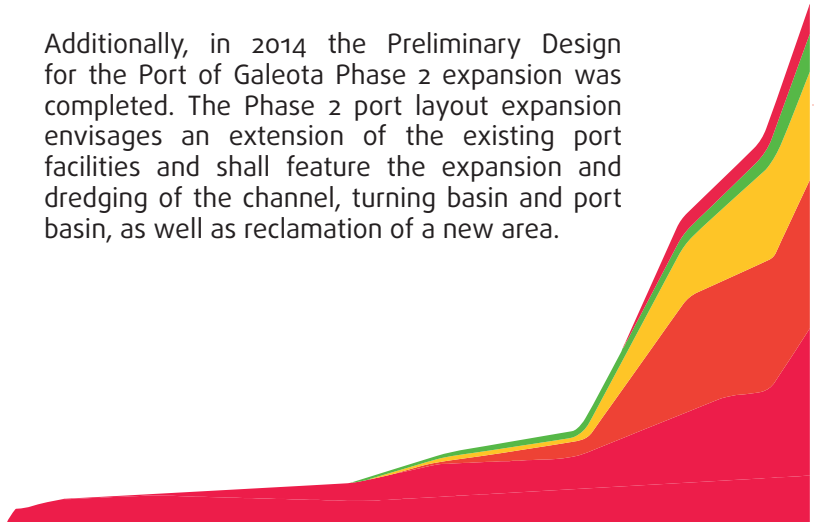 Additionally, in 2014 the Preliminary Design
for the Port of Galeota Phase 2 expansion was
completed. The Phase 2 port layout expansion
envisages an extension of the existing port
facilities and shall feature the expansion and
dredging of the channel, turning basin and port
basin, as well as reclamation of a new area.